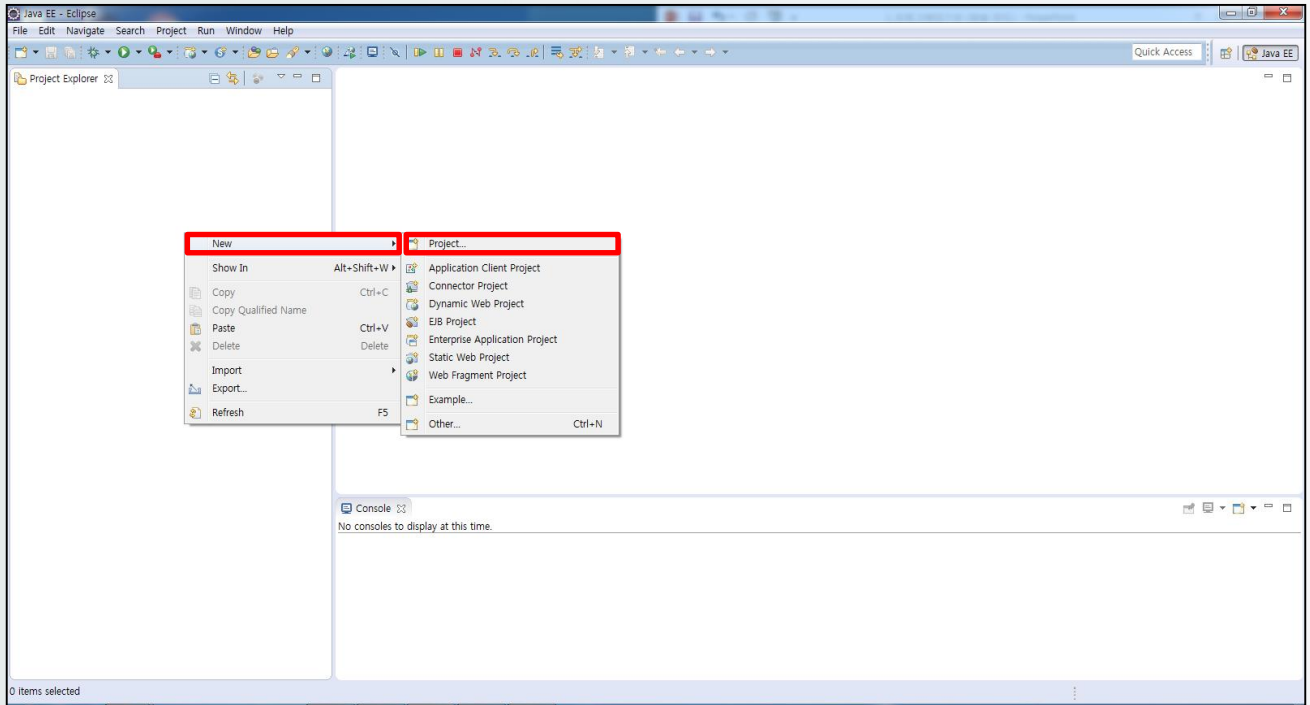 Java EE - Eclipse
File Edit Navigate Search Project Run Window Help
Quick Access
Java EE
Project Explorer
New
Project...
Show In Alt+Shift+W
Application Client Project
Connector Project
Copy Ctrl+C
Dynamic Web Project
Copy Qualified Name
EJB Project
Paste Ctrl+V
Enterprise Application Project
Delete Delete
Static Web Project
Import
Web Fragment Project
Export...
Example...
Refresh F5
Other... Ctrl+N
Console
No consoles to display at this time.
0 items selected